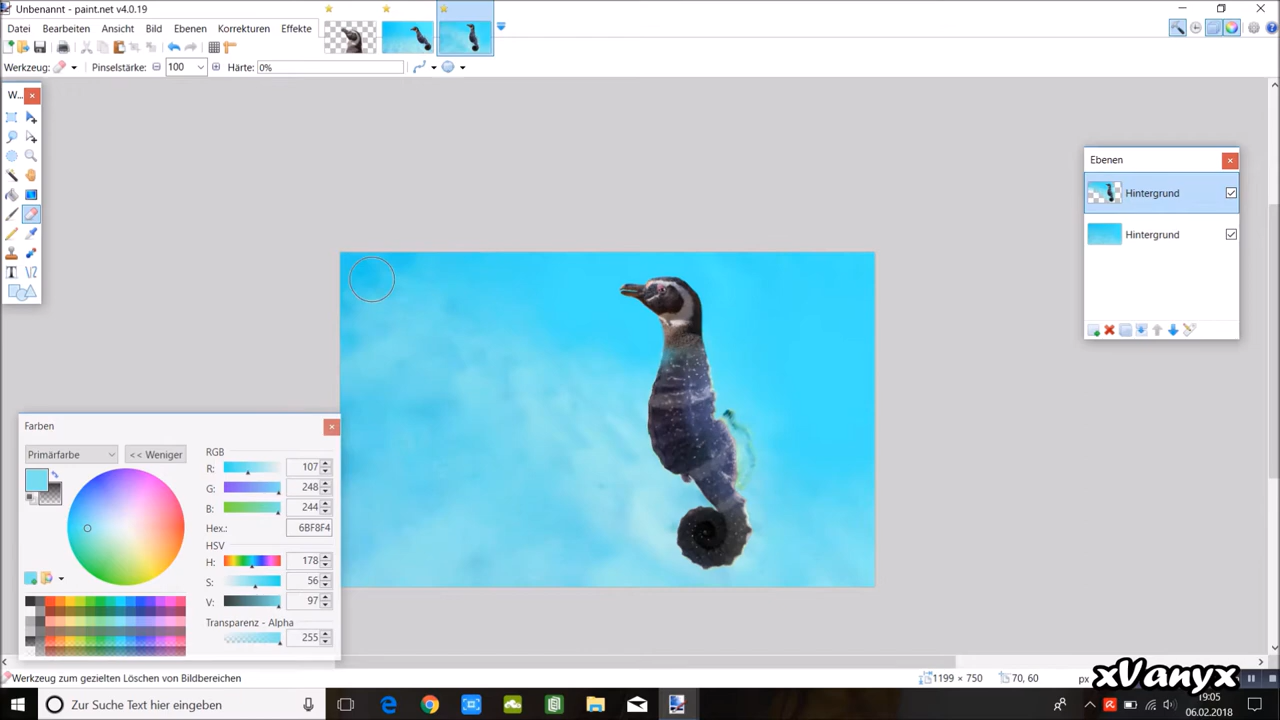 Unbenannt - paint.net v4.0.19
Datei Bearbeiten Ansicht Bild Ebenen Korrekturen Effekte
Werkzeug: Pinselstärke: 100 Härte: 0%
W...
Ebenen
Hintergrund
Hintergrund
Farben
Primärfarbe << Weniger
RGB
R: 107
G: 248
B: 244
Hex.: 6BF8F4
HSV
H: 178
S: 56
V: 97
Transparenz - Alpha
255
Werkzeug zum gezielten Löschen von Bildbereichen 1199 × 750 70, 60 px
xVanyx
Zur Suche Text hier eingeben
19:05
06.02.2018